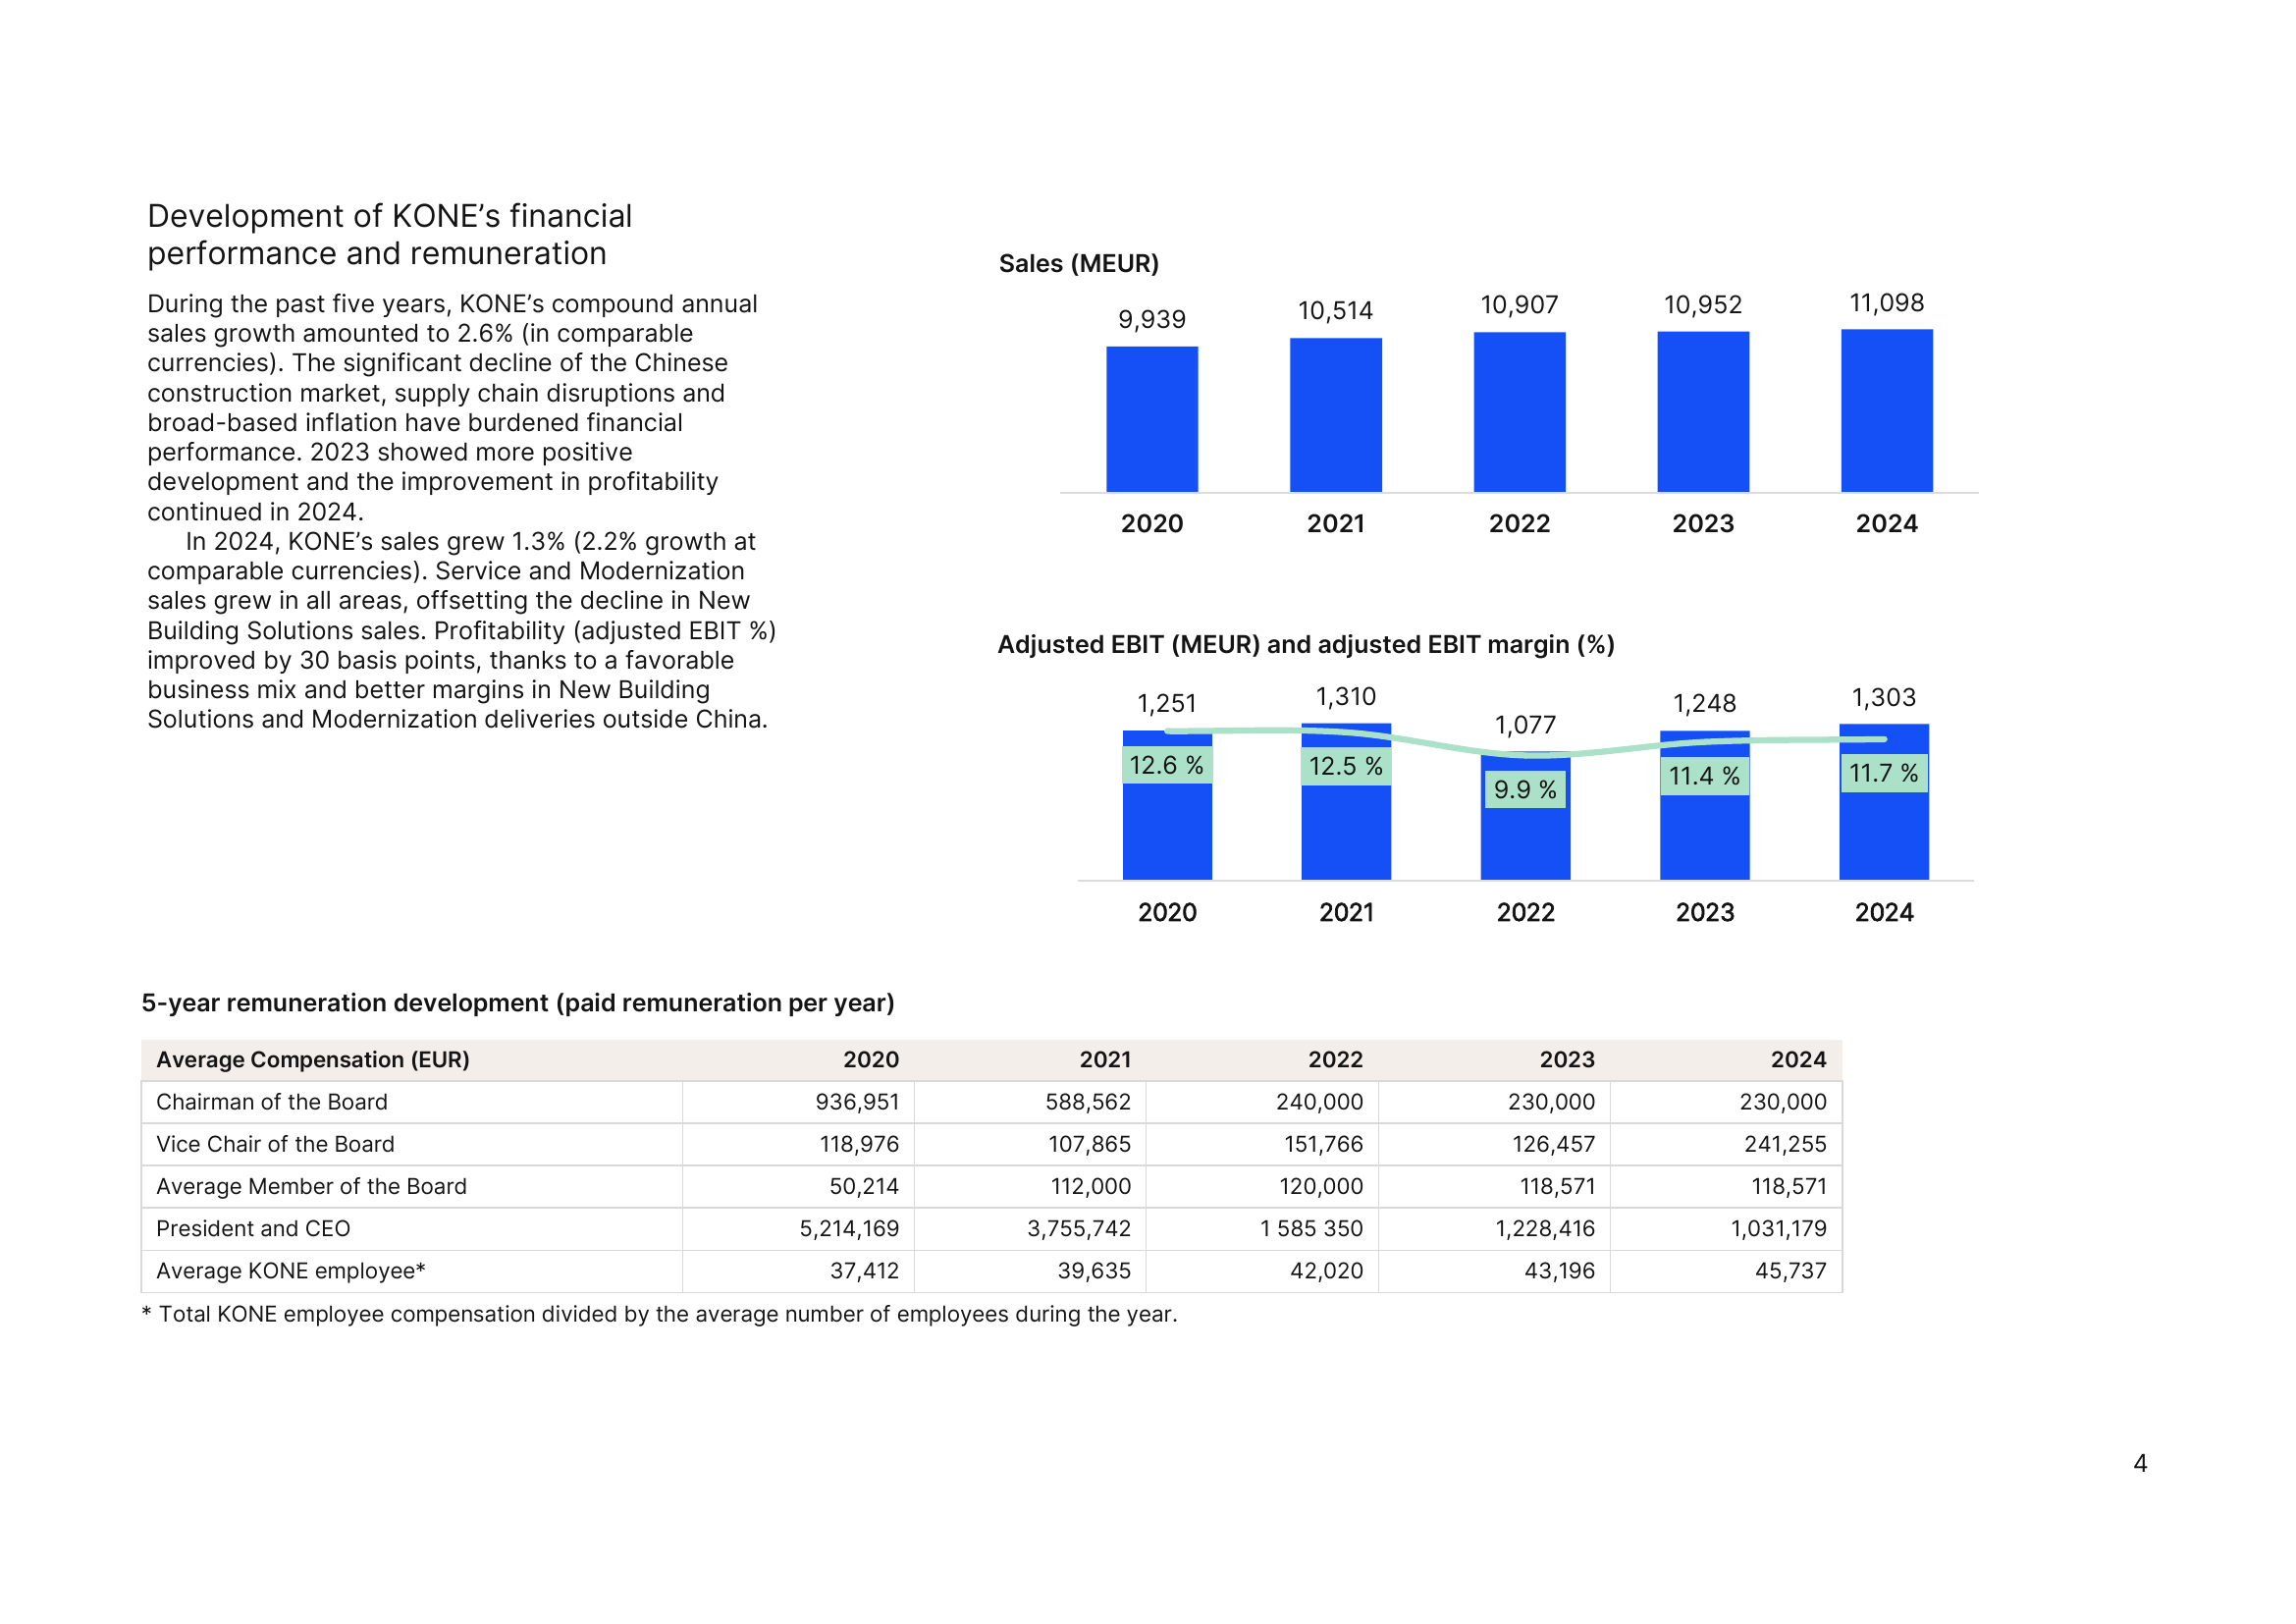 Development of KONE’s financial
performance and remuneration
During the past five years, KONE’s compound annual
sales growth amounted to 2.6% (in comparable
currencies). The significant decline of the Chinese
construction market, supply chain disruptions and
broad-based inflation have burdened financial
performance. 2023 showed more positive
development and the improvement in profitability
continued in 2024.
In 2024, KONE’s sales grew 1.3% (2.2% growth at
comparable currencies). Service and Modernization
sales grew in all areas, offsetting the decline in New
Building Solutions sales. Profitability (adjusted EBIT %)
improved by 30 basis points, thanks to a favorable
business mix and better margins in New Building
Solutions and Modernization deliveries outside China.
Sales (MEUR)
9,939 10,514 10,907 10,952 11,098
2020 2021 2022 2023 2024
Adjusted EBIT (MEUR) and adjusted EBIT margin (%)
1,251 1,310 1,077 1,248 1,303
12.6 % 12.5 % 9.9 % 11.4 % 11.7 %
2020 2021 2022 2023 2024
5-year remuneration development (paid remuneration per year)
Average Compensation (EUR) 2020 2021 2022 2023 2024
Chairman of the Board 936,951 588,562 240,000 230,000 230,000
Vice Chair of the Board 118,976 107,865 151,766 126,457 241,255
Average Member of the Board 50,214 112,000 120,000 118,571 118,571
President and CEO 5,214,169 3,755,742 1 585 350 1,228,416 1,031,179
Average KONE employee* 37,412 39,635 42,020 43,196 45,737
* Total KONE employee compensation divided by the average number of employees during the year.
4